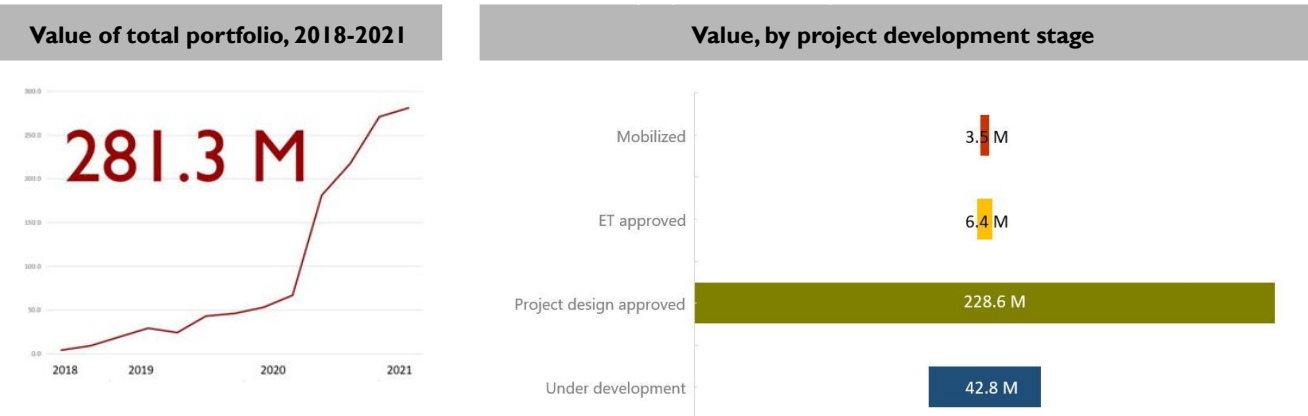 Value of total portfolio, 2018-2021
300.0
250.0
200.0
150.0
100.0
50.0
0.0
281.3 M
2018 2019 2020 2021
Value, by project development stage
Mobilized 3.5 M
ET approved 6.4 M
Project design approved 228.6 M
Under development 42.8 M